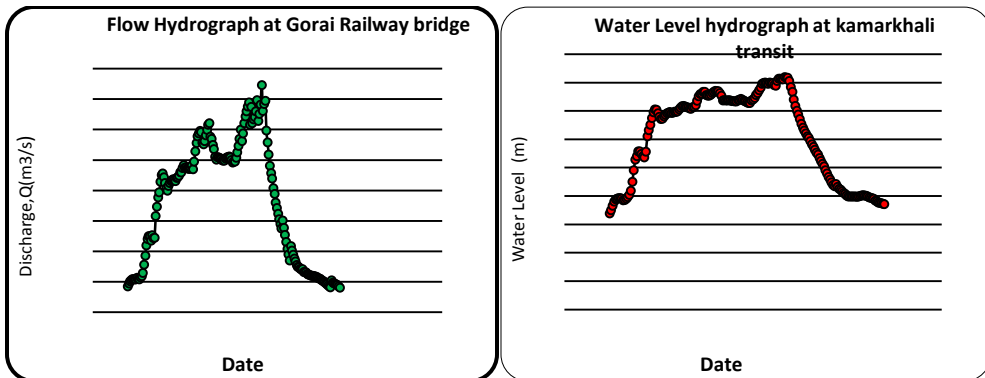 Flow Hydrograph at Gorai Railway bridge
Discharge,Q(m3/s)
Date
Water Level hydrograph at kamarkhali
transit
Water Level (m)
Date